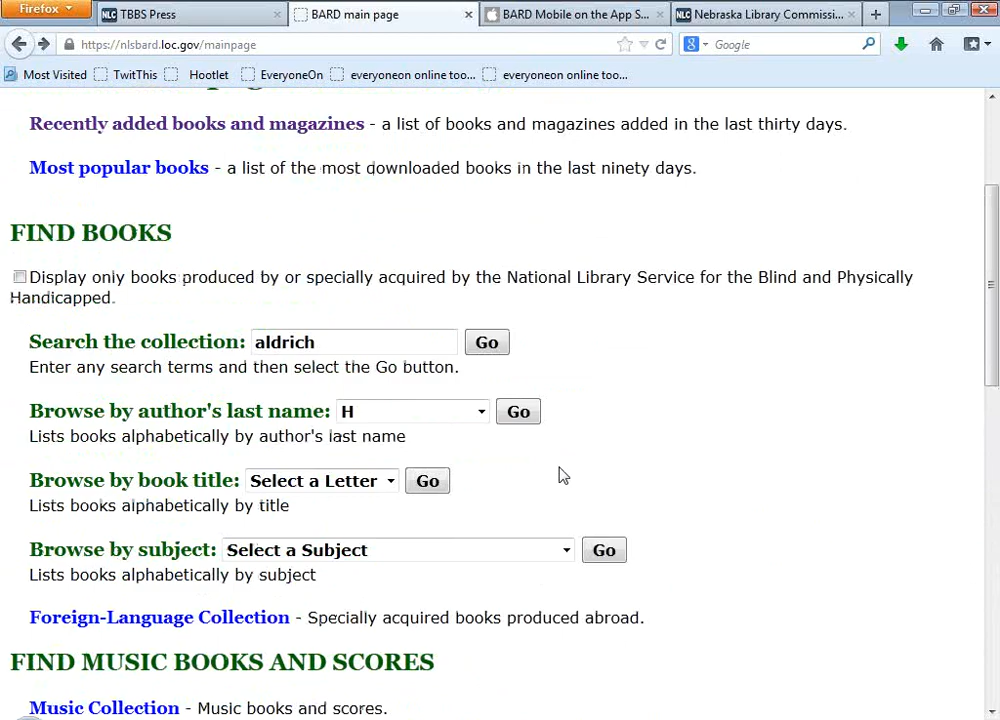 Firefox
TBBS Press
BARD main page
BARD Mobile on the App S...
Nebraska Library Commissi...
https://nlsbard.loc.gov/mainpage
Google
Most Visited
TwitThis
Hootlet
EveryoneOn
everyoneon online too...
everyoneon online too...
Recently added books and magazines - a list of books and magazines added in the last thirty days.
Most popular books - a list of the most downloaded books in the last ninety days.
FIND BOOKS
Display only books produced by or specially acquired by the National Library Service for the Blind and Physically
Handicapped.
Search the collection: aldrich Go
Enter any search terms and then select the Go button.
Browse by author's last name: H Go
Lists books alphabetically by author's last name
Browse by book title: Select a Letter Go
Lists books alphabetically by title
Browse by subject: Select a Subject Go
Lists books alphabetically by subject
Foreign-Language Collection - Specially acquired books produced abroad.
FIND MUSIC BOOKS AND SCORES
Music Collection - Music books and scores.